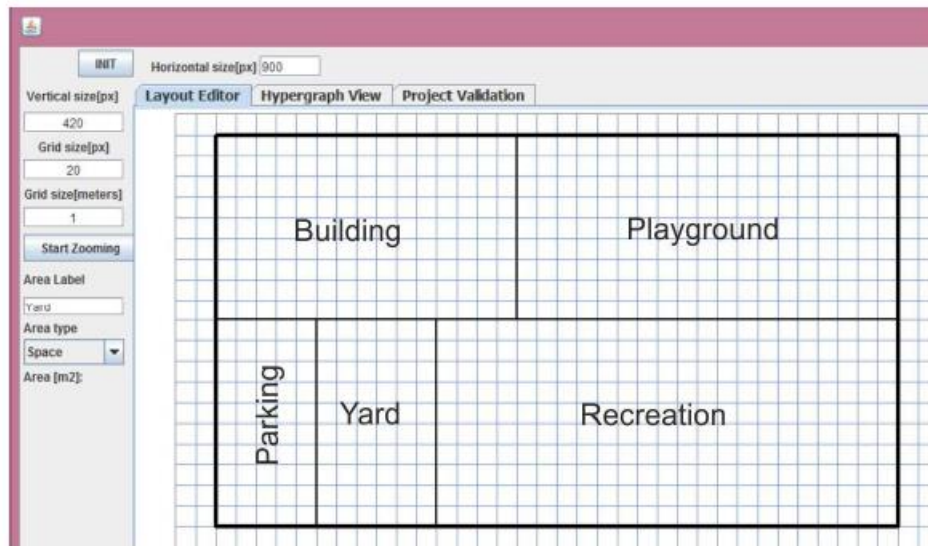 INIT
Horizontal size[px] 900
Vertical size[px]
420
Grid size[px]
20
Grid size[meters]
1
Start Zooming
Area Label
Yard
Area type
Space
Area [m2]:
Layout Editor Hypergraph View Project Validation
Building
Playground
Parking
Yard
Recreation